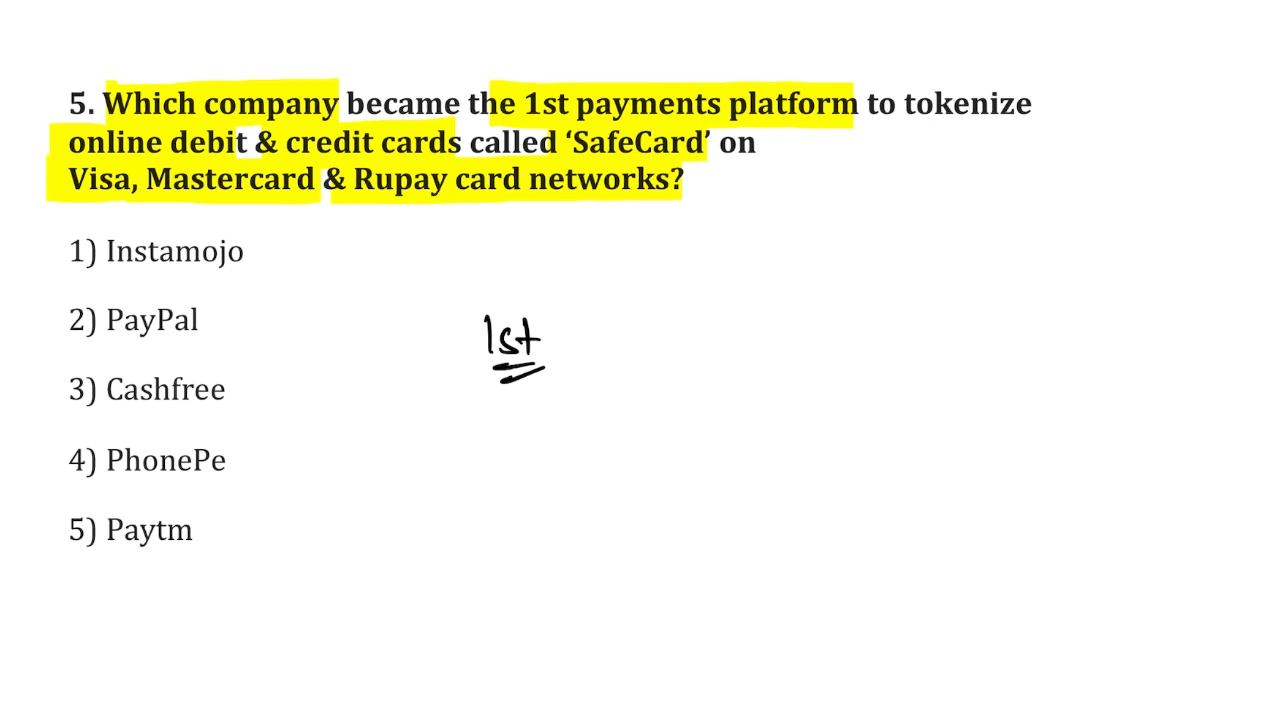 5. Which company became the 1st payments platform to tokenize
online debit & credit cards called ‘SafeCard’ on
Visa, Mastercard & Rupay card networks?
1) Instamojo
2) PayPal
1st
3) Cashfree
4) PhonePe
5) Paytm